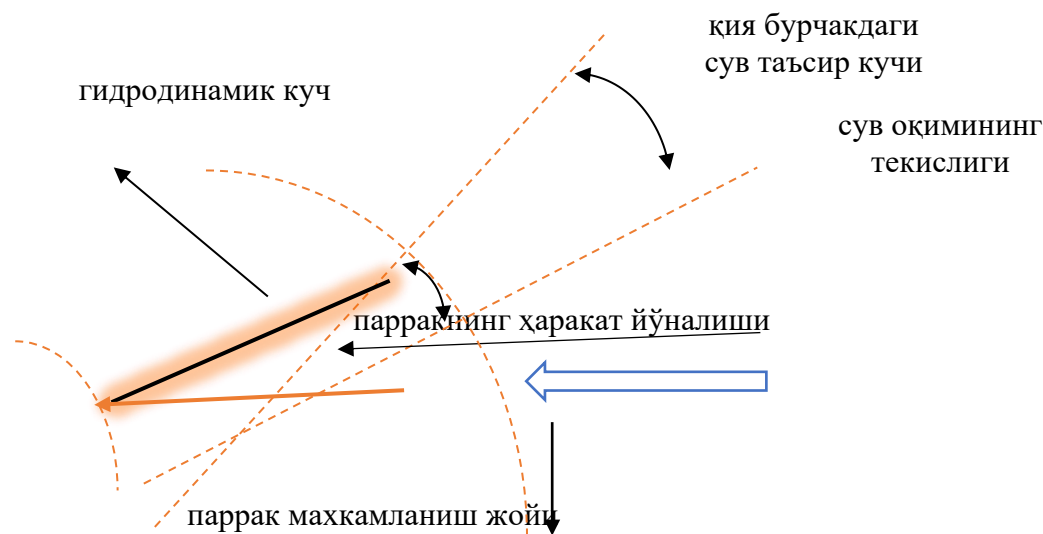 қия бурчакдаги
сув таъсир кучи
гидродинамик куч
сув оқимининг
текислиги
парракнинг ҳаракат йўналиши
паррак махкамланиш жойи